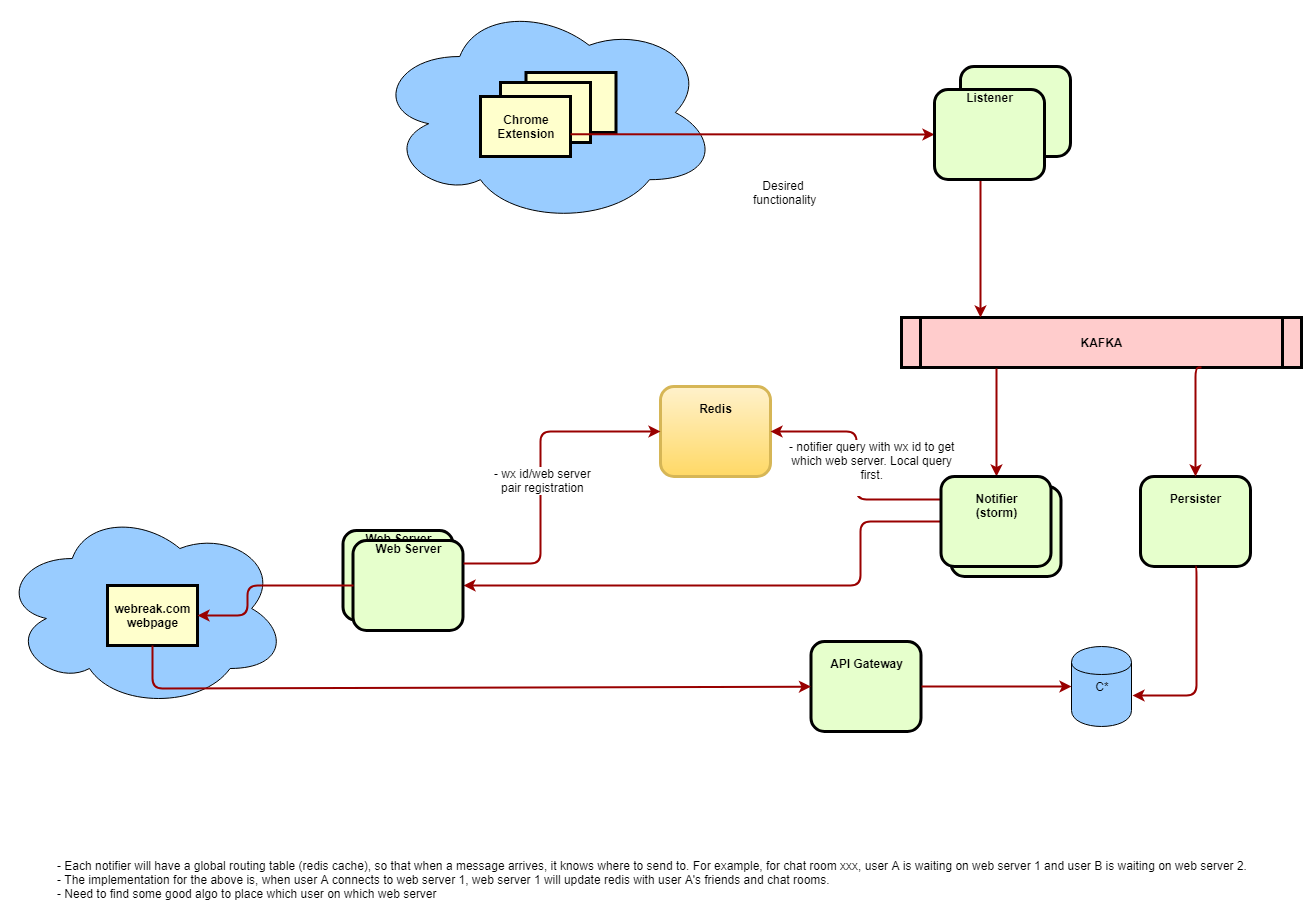 Chrome
Extension
Listener
Desired
functionality
KAFKA
Redis
- notifier query with wx id to get
which web server. Local query
first.
- wx id/web server
pair registration
Notifier
(storm)
Persister
Web Server
Web Server
webreak.com
webpage
API Gateway
C*
- Each notifier will have a global routing table (redis cache), so that when a message arrives, it knows where to send to. For example, for chat room xxx, user A is waiting on web server 1 and user B is waiting on web server 2.
- The implementation for the above is, when user A connects to web server 1, web server 1 will update redis with user A's friends and chat rooms.
- Need to find some good algo to place which user on which web server